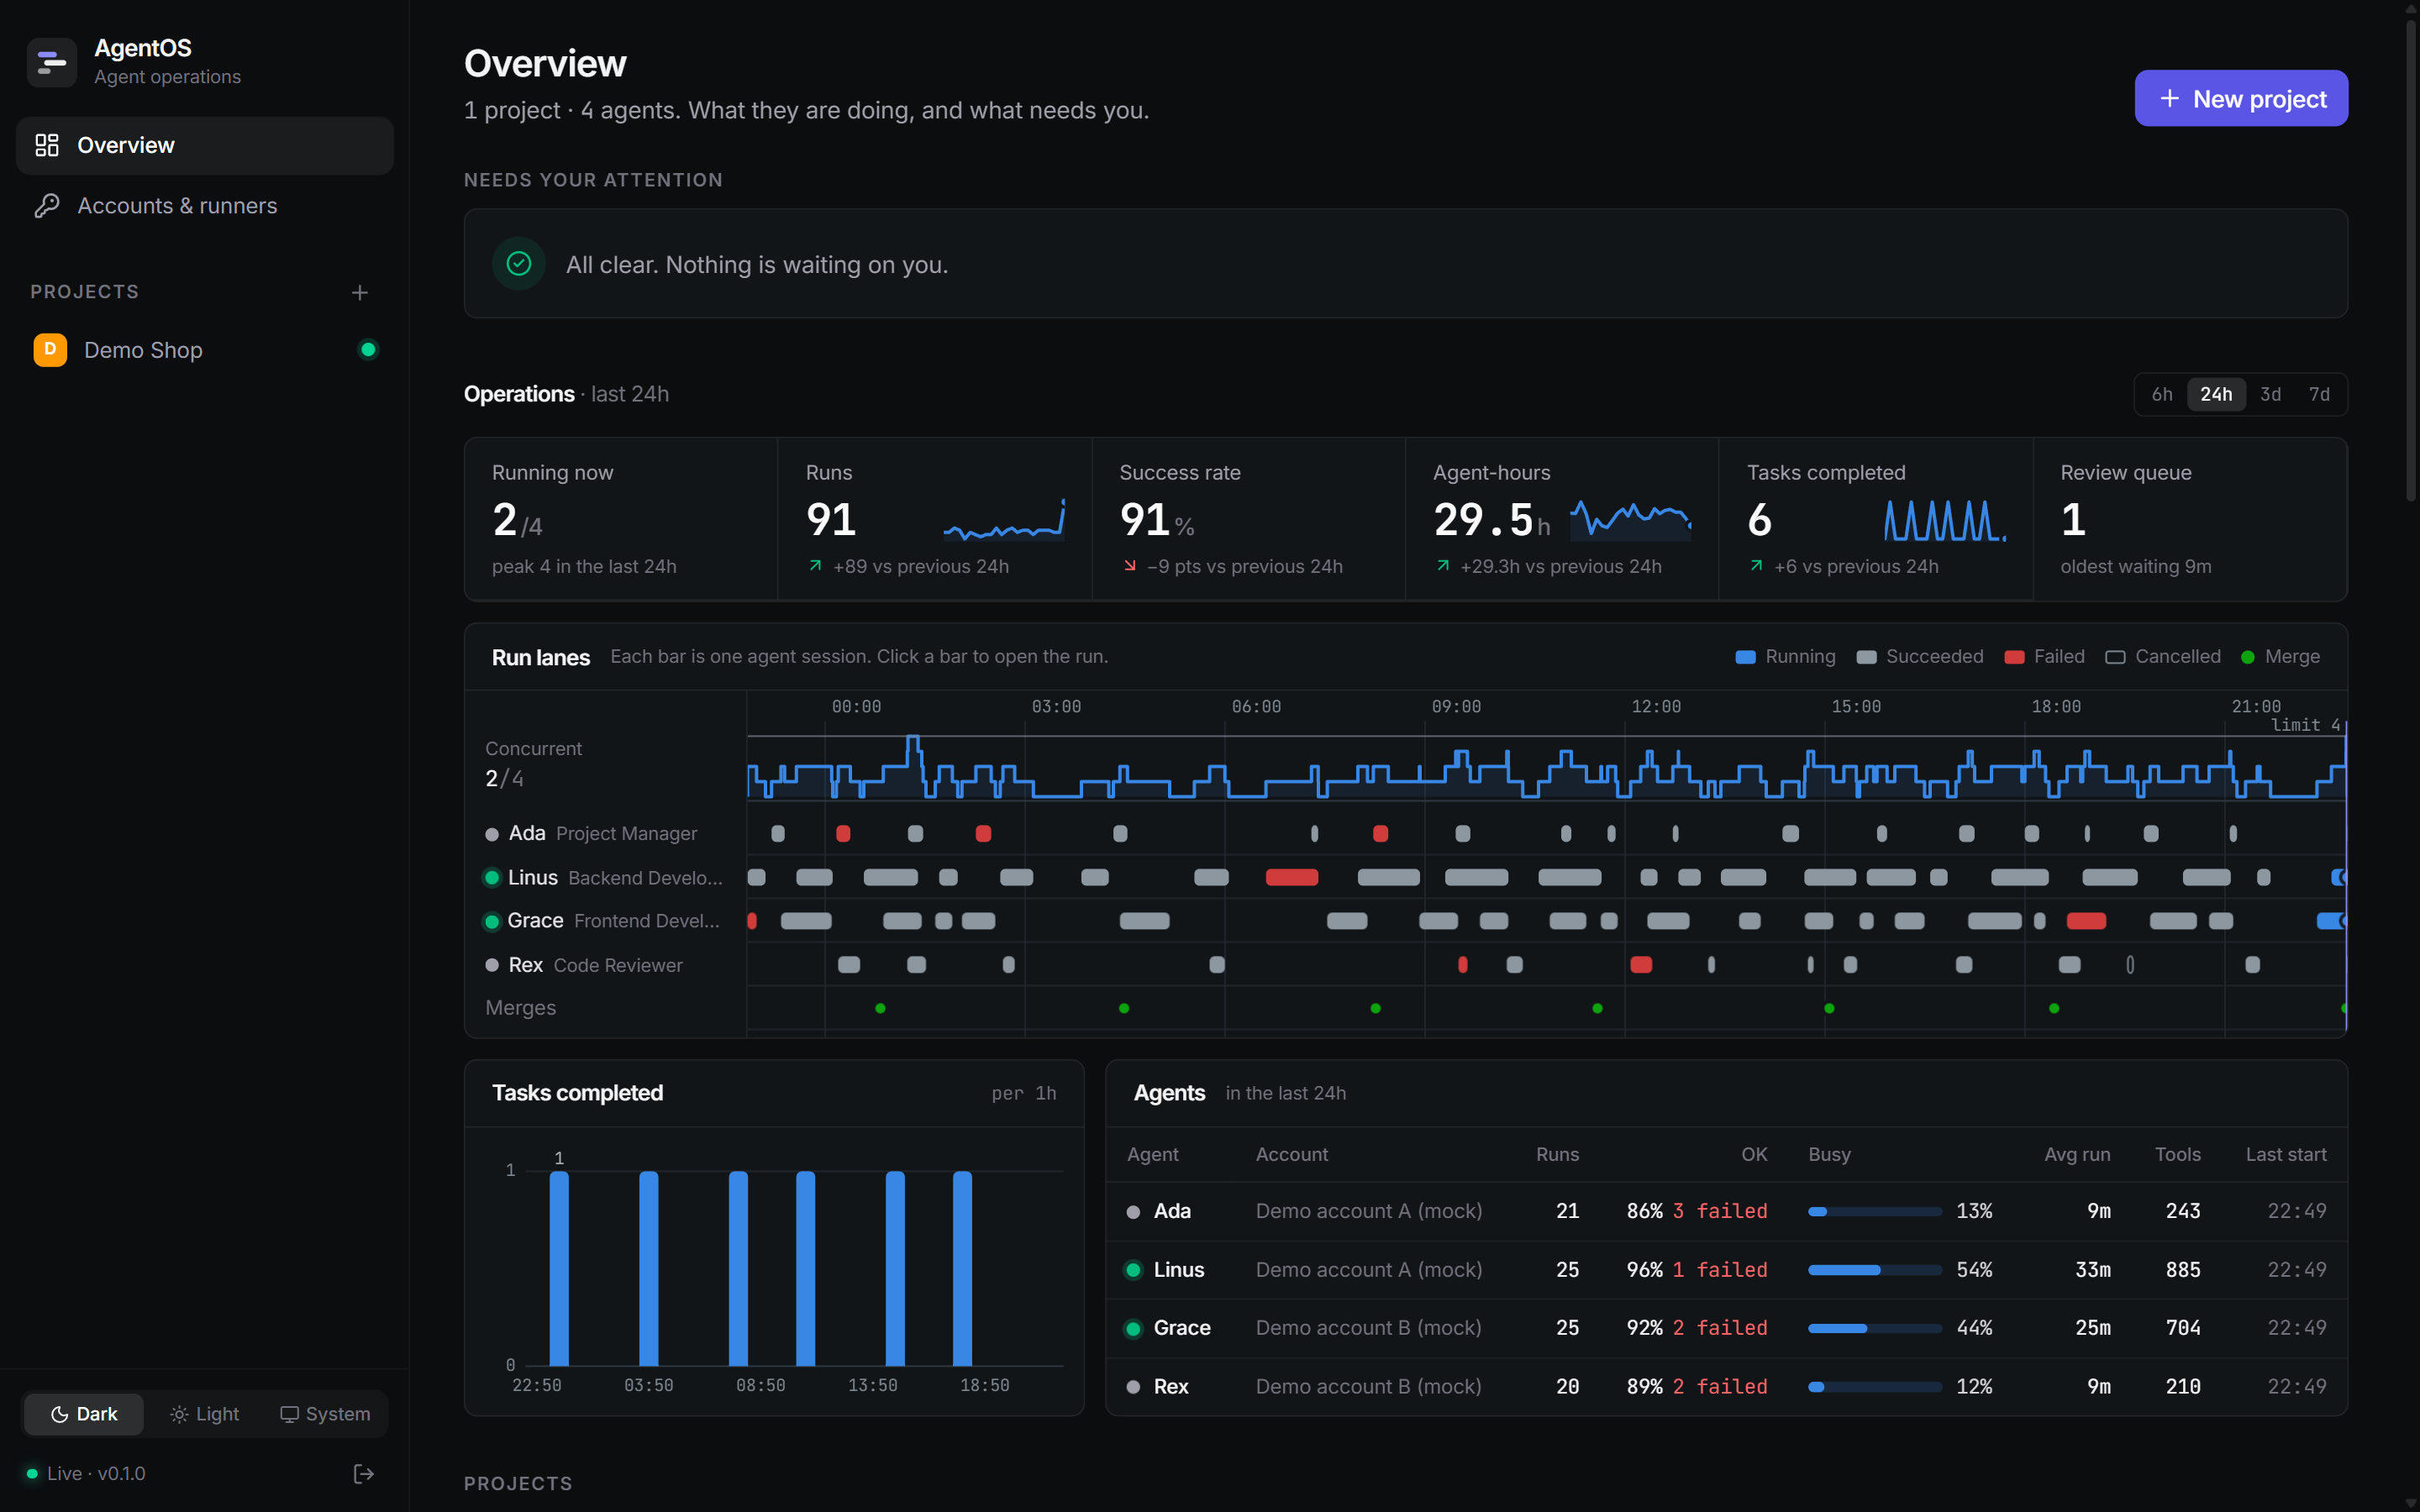 AgentOS
Agent operations
Overview
Accounts & runners
PROJECTS
D Demo Shop
Dark Light System
Live · v0.1.0
Overview
1 project · 4 agents. What they are doing, and what needs you.
New project
NEEDS YOUR ATTENTION
All clear. Nothing is waiting on you.
Operations · last 24h
6h 24h 3d 7d
Running now
2/4
peak 4 in the last 24h
Runs
91
+89 vs previous 24h
Success rate
91%
−9 pts vs previous 24h
Agent-hours
29.5h
+29.3h vs previous 24h
Tasks completed
6
+6 vs previous 24h
Review queue
1
oldest waiting 9m
Run lanes Each bar is one agent session. Click a bar to open the run.
Running Succeeded Failed Cancelled Merge
00:00 03:00 06:00 09:00 12:00 15:00 18:00 21:00
limit 4
Concurrent
2/4
Ada Project Manager
Linus Backend Develo...
Grace Frontend Devel...
Rex Code Reviewer
Merges
Tasks completed per 1h
1
1
0
22:50 03:50 08:50 13:50 18:50
Agents in the last 24h
Agent Account Runs OK Busy Avg run Tools Last start
Ada Demo account A (mock) 21 86% 3 failed 13% 9m 243 22:49
Linus Demo account A (mock) 25 96% 1 failed 54% 33m 885 22:49
Grace Demo account B (mock) 25 92% 2 failed 44% 25m 704 22:49
Rex Demo account B (mock) 20 89% 2 failed 12% 9m 210 22:49
PROJECTS